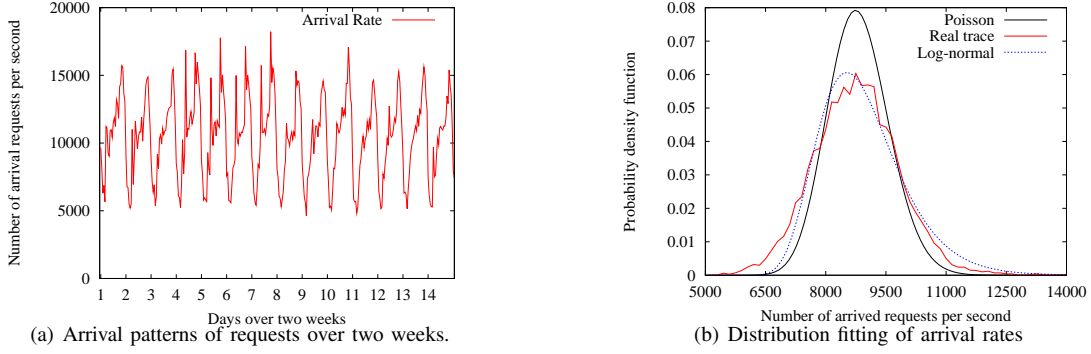 Number of arrival requests per second
20000
15000
10000
5000
0
Arrival Rate
1 2 3 4 5 6 7 8 9 10 11 12 13 14
Days over two weeks
(a) Arrival patterns of requests over two weeks.
Probability density function
0.08
0.07
0.06
0.05
0.04
0.03
0.02
0.01
0
Poisson
Real trace
Log-normal
5000 6500 8000 9500 11000 12500 14000
Number of arrived requests per second
(b) Distribution fitting of arrival rates